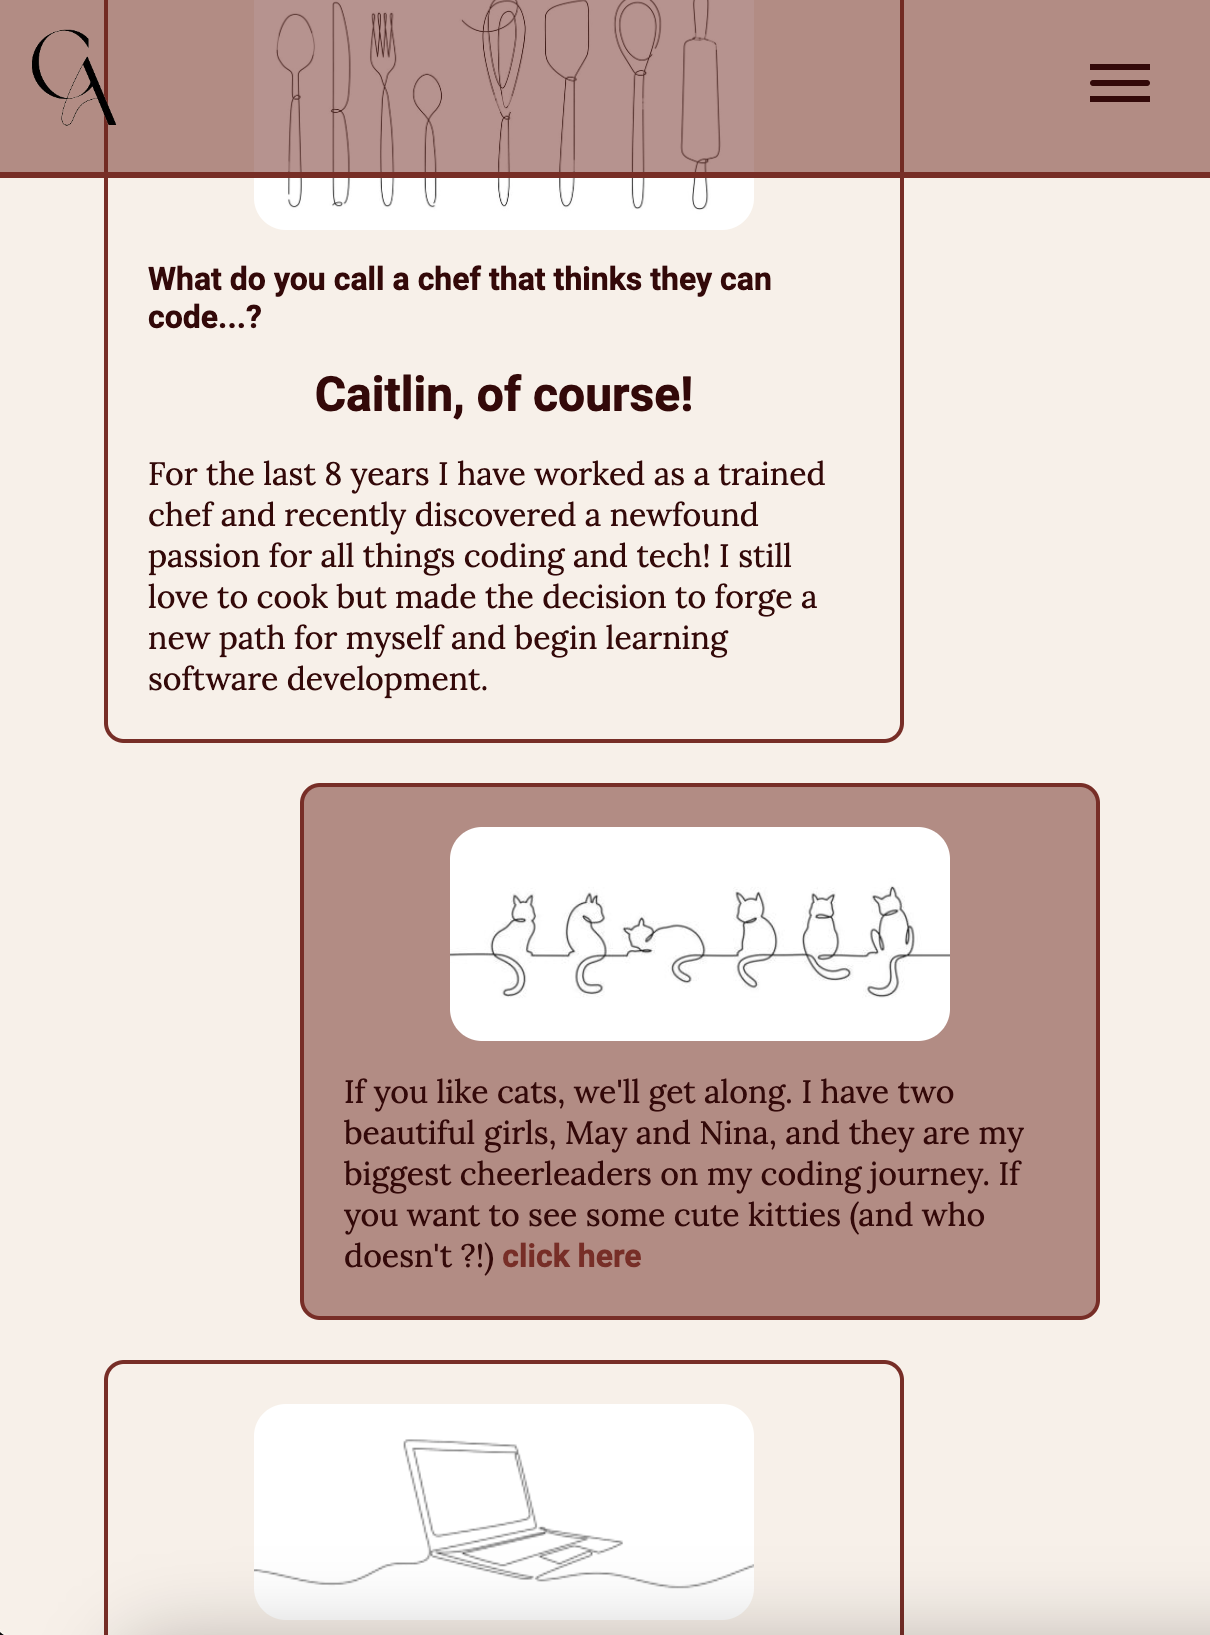 CA
What do you call a chef that thinks they can
code...?
Caitlin, of course!
For the last 8 years I have worked as a trained
chef and recently discovered a newfound
passion for all things coding and tech! I still
love to cook but made the decision to forge a
new path for myself and begin learning
software development.
If you like cats, we'll get along. I have two
beautiful girls, May and Nina, and they are my
biggest cheerleaders on my coding journey. If
you want to see some cute kitties (and who
doesn't ?!) click here